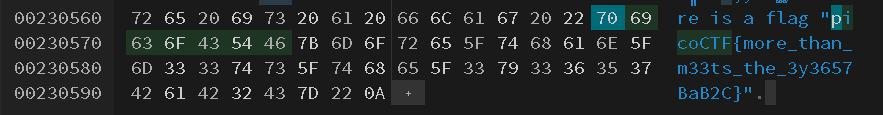 00230560 72 65 20 69 73 20 61 20 66 6C 61 67 20 22 70 69 re is a flag "pi
00230570 63 6F 43 54 46 7B 6D 6F 72 65 5F 74 68 61 6E 5F coCTF{more_than_
00230580 6D 33 33 74 73 5F 74 68 65 5F 33 79 33 36 35 37 m33ts_the_3y3657
00230590 42 61 42 32 43 7D 22 0A + BaB2C}".